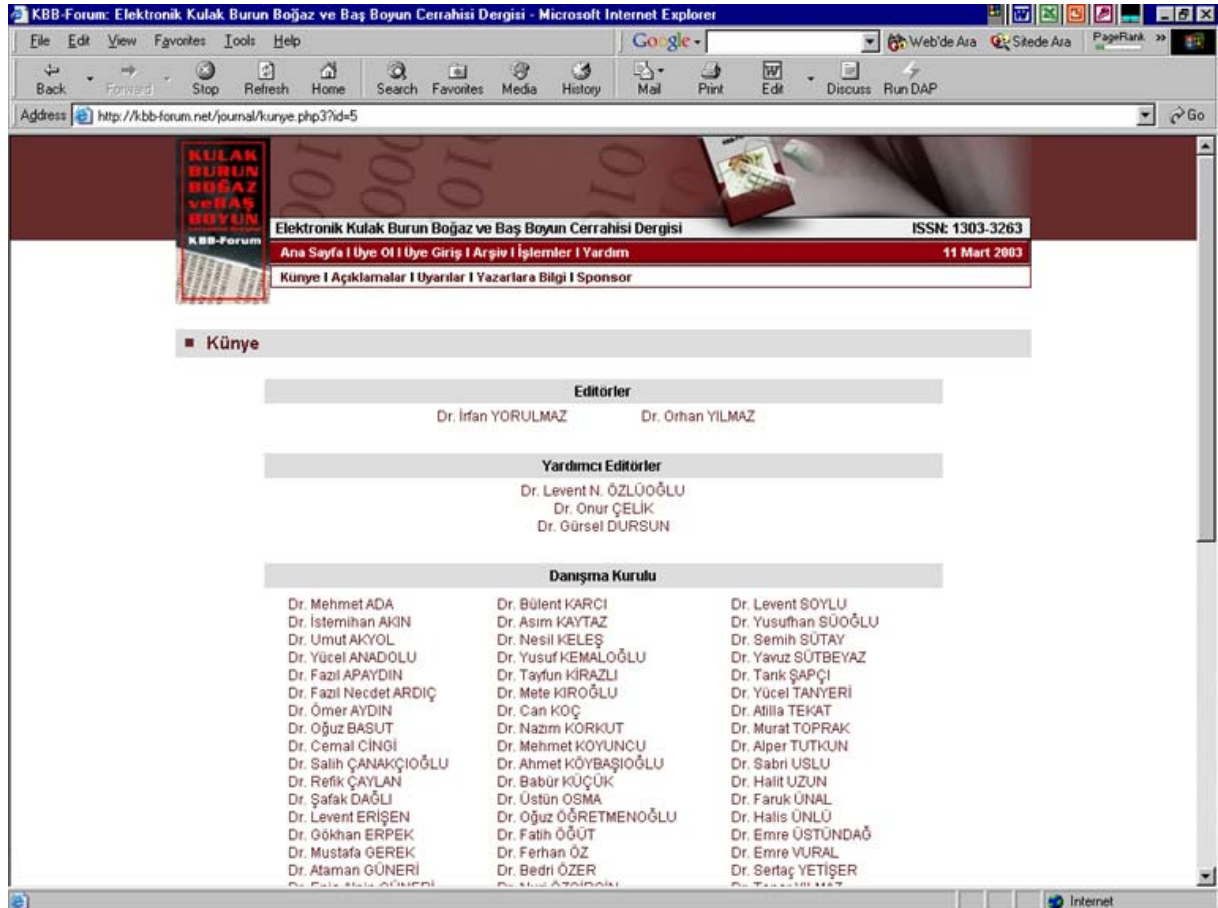 KBB-Forum: Elektronik Kulak Burun Boğaz ve Baş Boyun Cerrahisi Dergisi - Microsoft Internet Explorer
File Edit View Favorites Tools Help
Google Web'de Ara Sitede Ara PageRank »
Back Forward Stop Refresh Home Search Favorites Media History Mail Print Edit Discuss Run DAP
Address http://kbb-forum.net/journal/kunye.php3?id=5 Go
KULAK
BURUN
BOĞAZ
veBAŞ
BOYUN
KBB-Forum
Elektronik Kulak Burun Boğaz ve Baş Boyun Cerrahisi Dergisi ISSN: 1303-3263
Ana Sayfa I Üye Ol I Üye Giriş I Arşiv I İşlemler I Yardım 11 Mart 2003
Künye I Açıklamalar I Uyarılar I Yazarlara Bilgi I Sponsor
Künye
Editörler
Dr. İrfan YORULMAZ Dr. Orhan YILMAZ
Yardımcı Editörler
Dr. Levent N. ÖZLÜOĞLU
Dr. Onur ÇELİK
Dr. Gürsel DURSUN
Danışma Kurulu
Dr. Mehmet ADA Dr. Bülent KARCI Dr. Levent SOYLU
Dr. İstemihan AKIN Dr. Asım KAYTAZ Dr. Yusufhan SÜOĞLU
Dr. Umut AKYOL Dr. Nesil KELEŞ Dr. Semih SÜTAY
Dr. Yücel ANADOLU Dr. Yusuf KEMALOĞLU Dr. Yavuz SÜTBEYAZ
Dr. Fazıl APAYDIN Dr. Tayfun KİRAZLI Dr. Tarık ŞAPÇI
Dr. Fazıl Necdet ARDIÇ Dr. Mete KIROĞLU Dr. Yücel TANYERİ
Dr. Ömer AYDIN Dr. Can KOÇ Dr. Atilla TEKAT
Dr. Oğuz BASUT Dr. Nazım KORKUT Dr. Murat TOPRAK
Dr. Cemal CİNGİ Dr. Mehmet KOYUNCU Dr. Alper TUTKUN
Dr. Salih ÇANAKÇIOĞLU Dr. Ahmet KÖYBAŞIOĞLU Dr. Sabri USLU
Dr. Refik ÇAYLAN Dr. Babür KÜÇÜK Dr. Halit UZUN
Dr. Şafak DAĞLI Dr. Üstün OSMA Dr. Faruk ÜNAL
Dr. Levent ERİŞEN Dr. Oğuz ÖĞRETMENOĞLU Dr. Halis ÜNLÜ
Dr. Gökhan ERPEK Dr. Fatih ÖĞÜT Dr. Emre ÜSTÜNDAĞ
Dr. Mustafa GEREK Dr. Ferhan ÖZ Dr. Emre VURAL
Dr. Ataman GÜNERİ Dr. Bedri ÖZER Dr. Sertaç YETİŞER
Internet